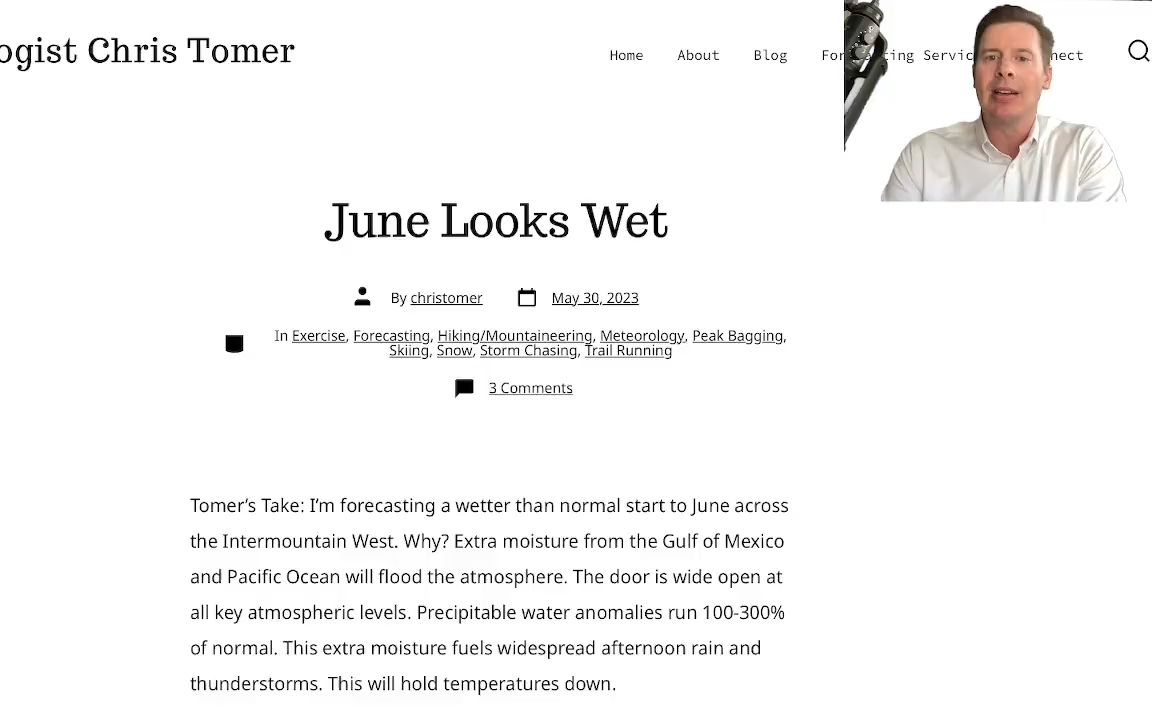 ogist Chris Tomer
Home About Blog
June Looks Wet
By christomer May 30, 2023
In Exercise, Forecasting, Hiking/Mountaineering, Meteorology, Peak Bagging,
Skiing, Snow, Storm Chasing, Trail Running
3 Comments
Tomer’s Take: I’m forecasting a wetter than normal start to June across
the Intermountain West. Why? Extra moisture from the Gulf of Mexico
and Pacific Ocean will flood the atmosphere. The door is wide open at
all key atmospheric levels. Precipitable water anomalies run 100-300%
of normal. This extra moisture fuels widespread afternoon rain and
thunderstorms. This will hold temperatures down.